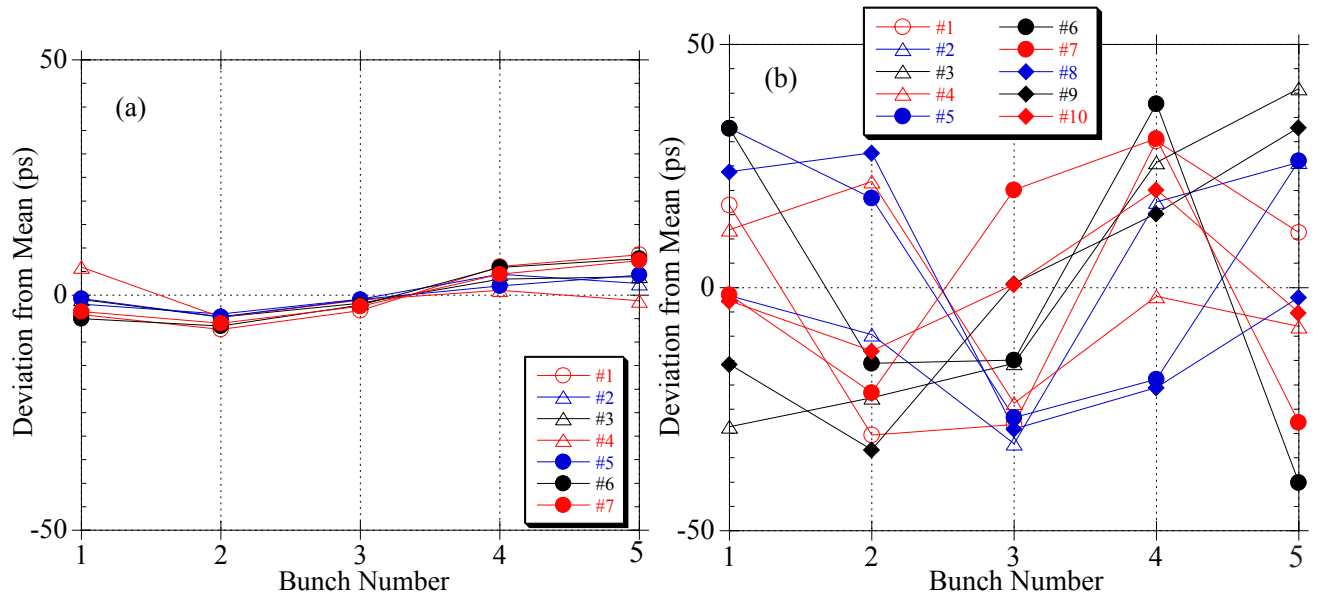 (a)
Deviation from Mean (ps)
50
0
-50
1 2 3 4 5
Bunch Number
#1
#2
#3
#4
#5
#6
#7
(b)
Deviation from Mean (ps)
50
0
-50
1 2 3 4 5
Bunch Number
#1 #6
#2 #7
#3 #8
#4 #9
#5 #10